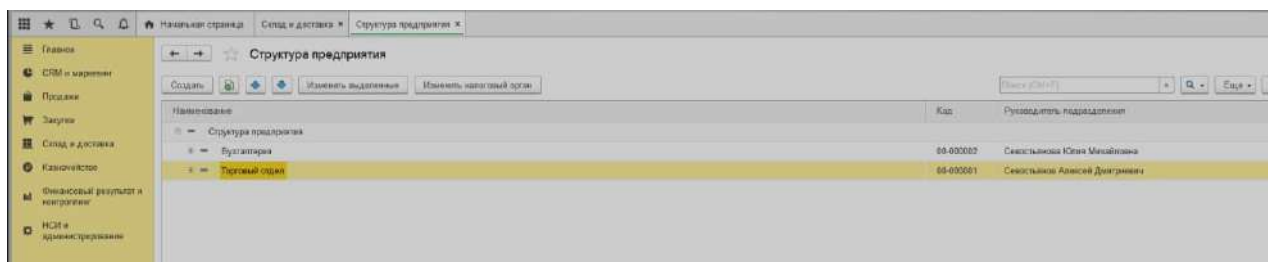 Начальная страница Склад и доставка × Структура предприятия ×
Главное
Структура предприятия
CRM и маркетинг
Создать Изменить выделенные Изменить налоговый орган Поиск (Ctrl+F) × Еще
Продажи
Наименование Код Руководитель подразделения
Закупки
Структура предприятия
Склад и доставка
Бухгалтерия 00-000002 Севостьянова Юлия Михайловна
Казначейство
Торговый отдел 00-000001 Севостьянов Алексей Дмитриевич
Финансовый результат и
контроллинг
НСИ и
администрирование